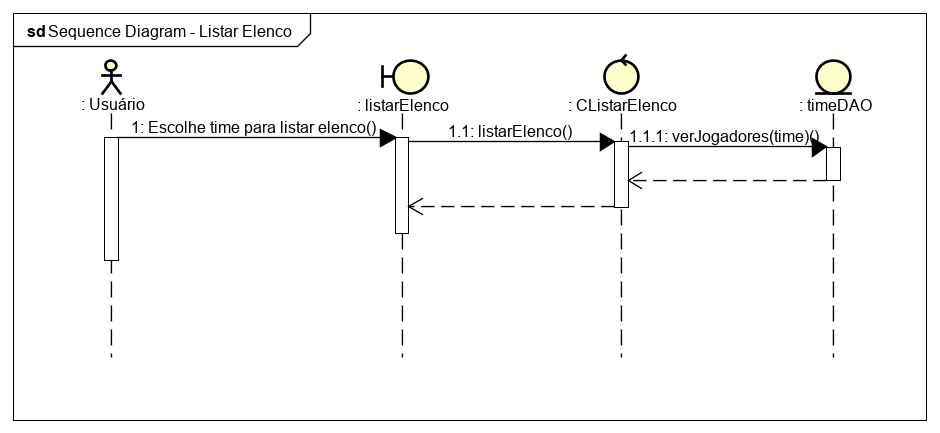 sd Sequence Diagram - Listar Elenco
: Usuário
: listarElenco
: CListarElenco
: timeDAO
1: Escolhe time para listar elenco()
1.1: listarElenco()
1.1.1: verJogadores(time)()